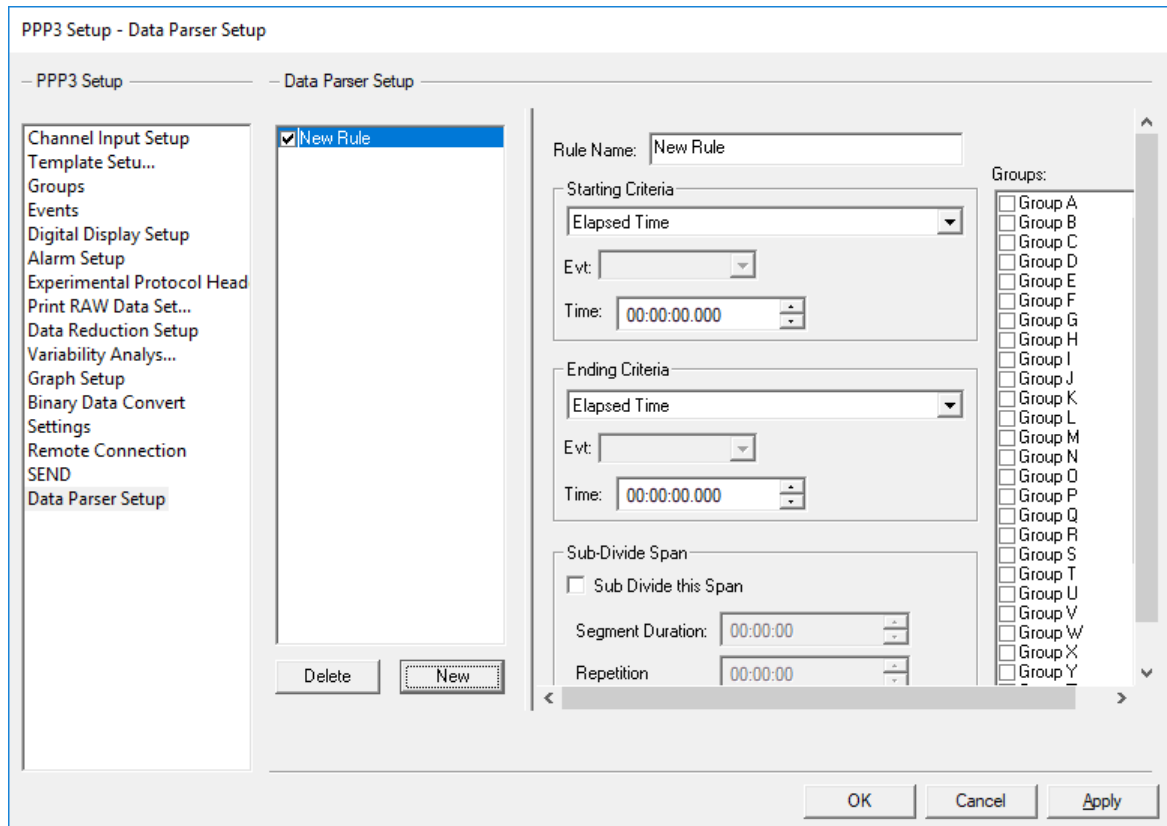 PPP3 Setup - Data Parser Setup
PPP3 Setup
Channel Input Setup
Template Setu...
Groups
Events
Digital Display Setup
Alarm Setup
Experimental Protocol Head
Print RAW Data Set...
Data Reduction Setup
Variability Analys...
Graph Setup
Binary Data Convert
Settings
Remote Connection
SEND
Data Parser Setup
Data Parser Setup
New Rule
Delete
New
Rule Name: New Rule
Starting Criteria
Elapsed Time
Evt:
Time: 00:00:00.000
Ending Criteria
Elapsed Time
Evt:
Time: 00:00:00.000
Sub-Divide Span
Sub Divide this Span
Segment Duration: 00:00:00
Repetition 00:00:00
Groups:
Group A
Group B
Group C
Group D
Group E
Group F
Group G
Group H
Group I
Group J
Group K
Group L
Group M
Group N
Group O
Group P
Group Q
Group R
Group S
Group T
Group U
Group V
Group W
Group X
Group Y
OK
Cancel
Apply